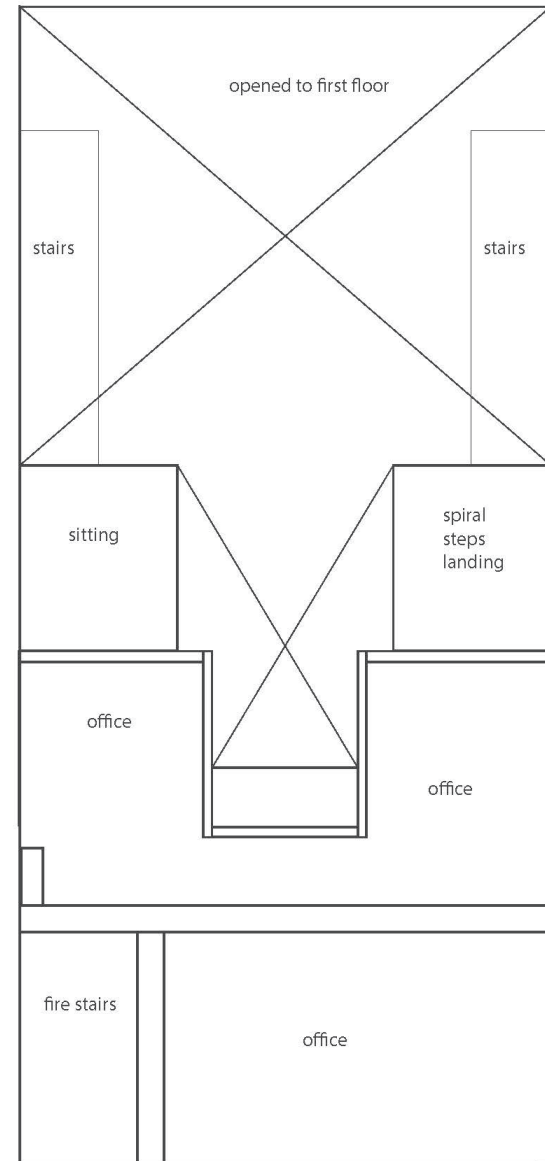 opened to first floor
stairs
stairs
sitting
spiral
steps
landing
office
office
fire stairs
office